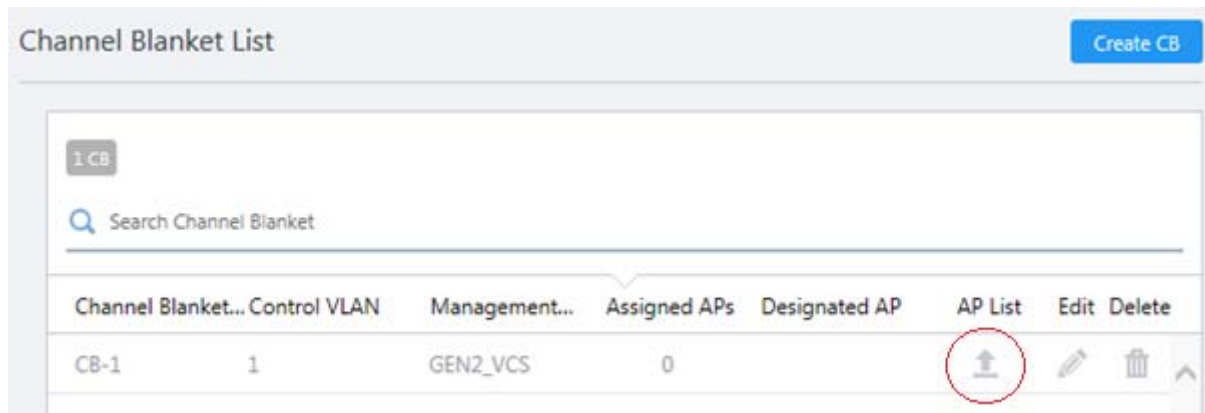 Channel Blanket List
Create CB
1 CB
Search Channel Blanket
Channel Blanket... Control VLAN Management... Assigned APs Designated AP AP List Edit Delete
CB-1 1 GEN2_VCS 0